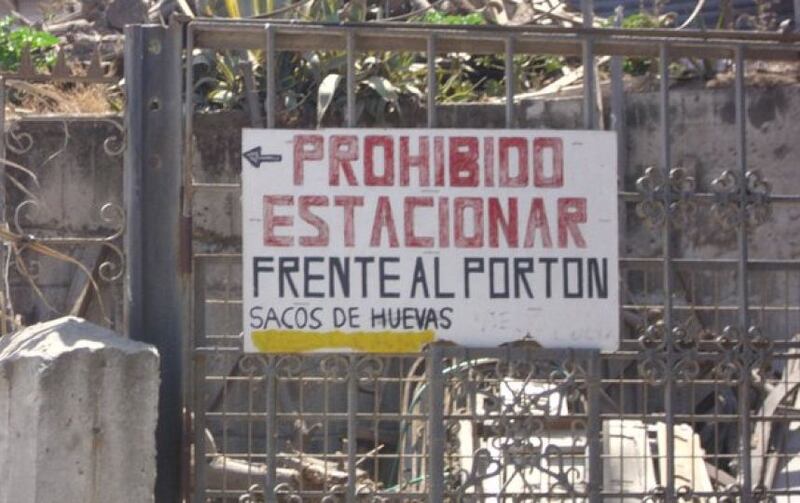 PROHIBIDO
ESTACIONAR
FRENTE AL PORTON
SACOS DE HUEVAS